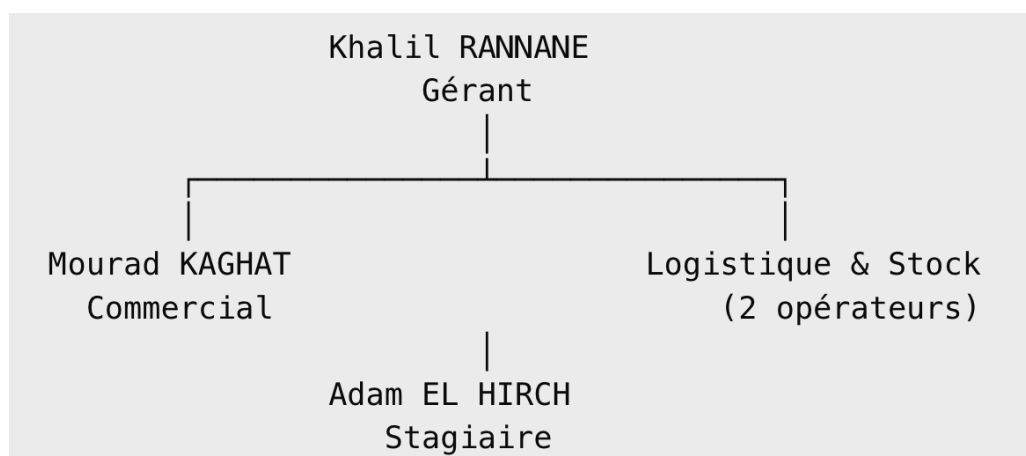 Khalil RANNANE
Gérant
Mourad KAGHAT
Commercial
Logistique & Stock
(2 opérateurs)
Adam EL HIRCH
Stagiaire